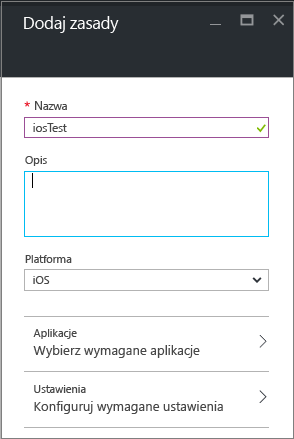 Dodaj zasady
* Nazwa
iosTest
Opis
Platforma
iOS
Aplikacje
Wybierz wymagane aplikacje
Ustawienia
Konfiguruj wymagane ustawienia